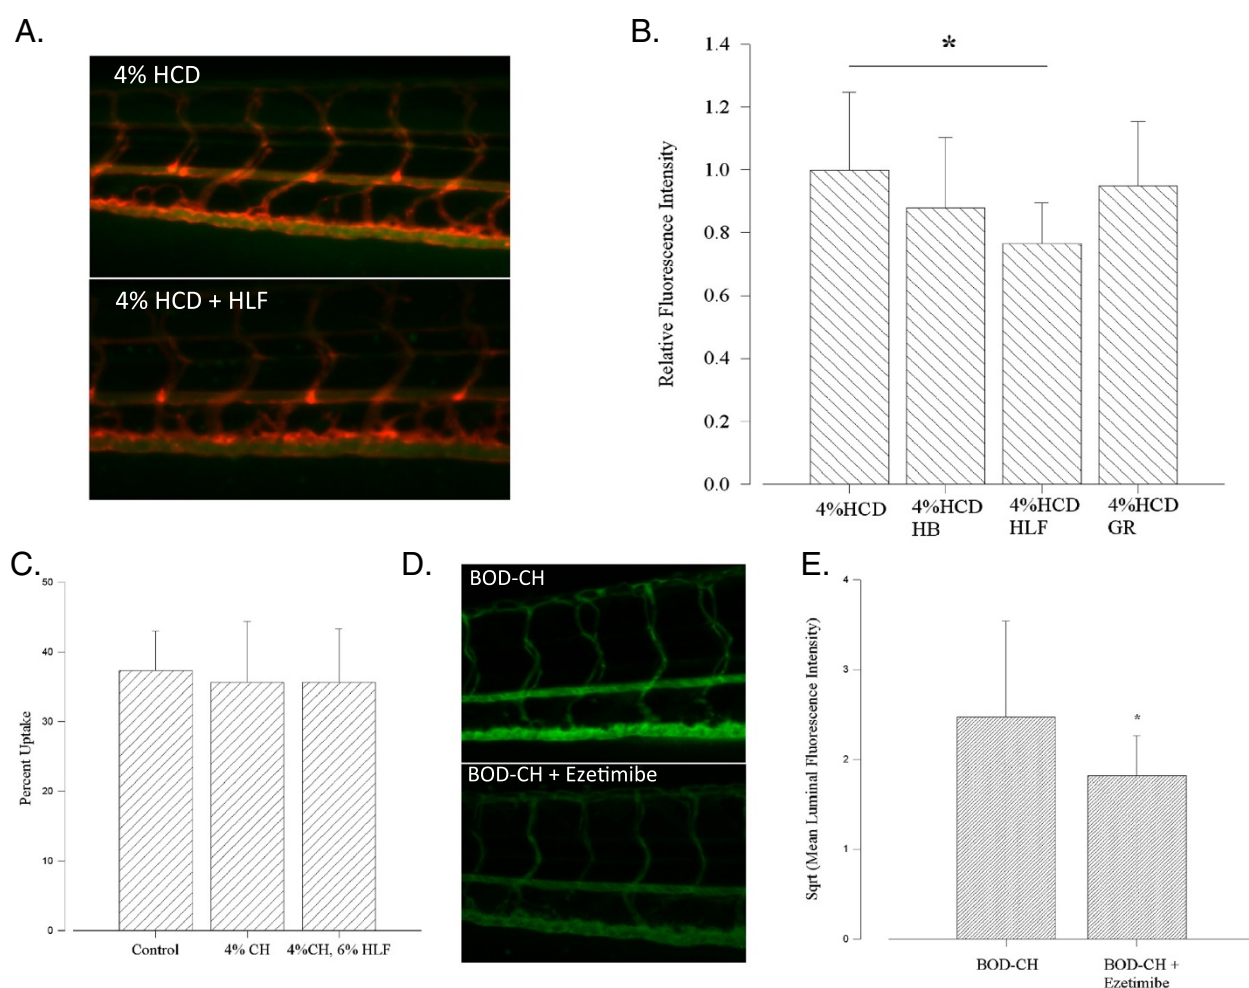 A.
4% HCD
4% HCD + HLF
B.
*
1.4
1.2
1.0
0.8
0.6
0.4
0.2
0.0
Relative Fluorescence Intensity
4%HCD
4%HCD
HB
4%HCD
HLF
4%HCD
GR
C.
50
40
30
20
10
0
Percent Uptake
Control
4% CH
4%CH, 6% HLF
D.
BOD-CH
BOD-CH + Ezetimibe
E.
4
3
2
1
0
Sqrt (Mean Luminal Fluorescence Intensity)
*
BOD-CH
BOD-CH +
Ezetimibe